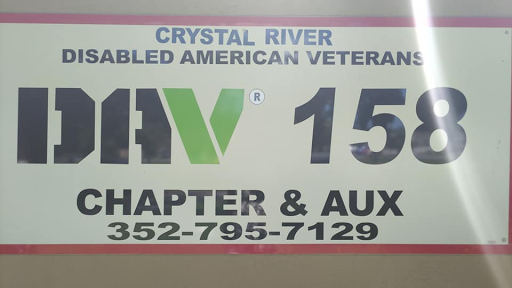 CRYSTAL RIVER
DISABLED AMERICAN VETERANS
DAV® 158
CHAPTER & AUX
352-795-7129